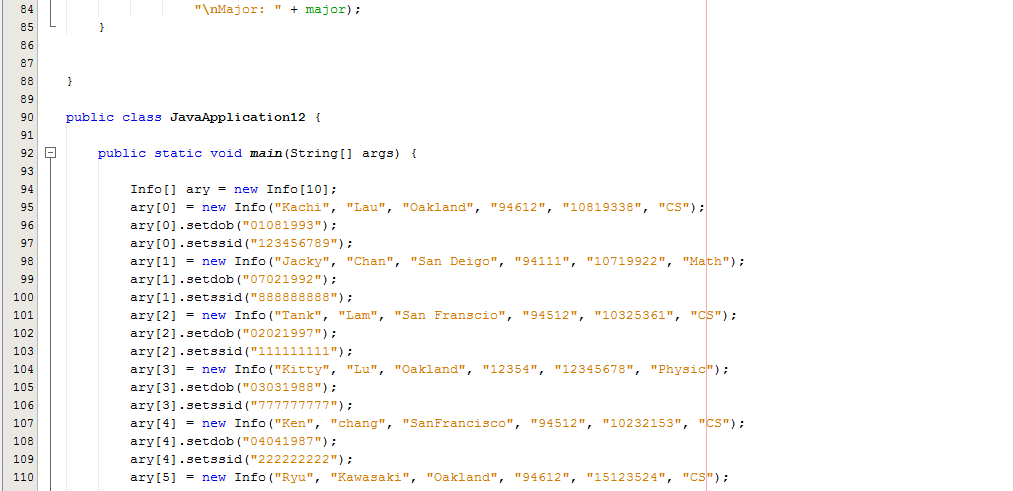 84 "\nMajor: " + major);
85 }
86
87
88 }
89
90 public class JavaApplication12 {
91
92 public static void main(String[] args) {
93
94 Info[] ary = new Info[10];
95 ary[0] = new Info("Kachi", "Lau", "Oakland", "94612", "10819338", "CS");
96 ary[0].setdob("01081993");
97 ary[0].setssid("123456789");
98 ary[1] = new Info("Jacky", "Chan", "San Deigo", "94111", "10719922", "Math");
99 ary[1].setdob("07021992");
100 ary[1].setssid("888888888");
101 ary[2] = new Info("Tank", "Lam", "San Franscio", "94512", "10325361", "CS");
102 ary[2].setdob("02021997");
103 ary[2].setssid("111111111");
104 ary[3] = new Info("Kitty", "Lu", "Oakland", "12354", "12345678", "Physic");
105 ary[3].setdob("03031988");
106 ary[3].setssid("777777777");
107 ary[4] = new Info("Ken", "chang", "SanFrancisco", "94512", "10232153", "CS");
108 ary[4].setdob("04041987");
109 ary[4].setssid("222222222");
110 ary[5] = new Info("Ryu", "Kawasaki", "Oakland", "94612", "15123524", "CS");